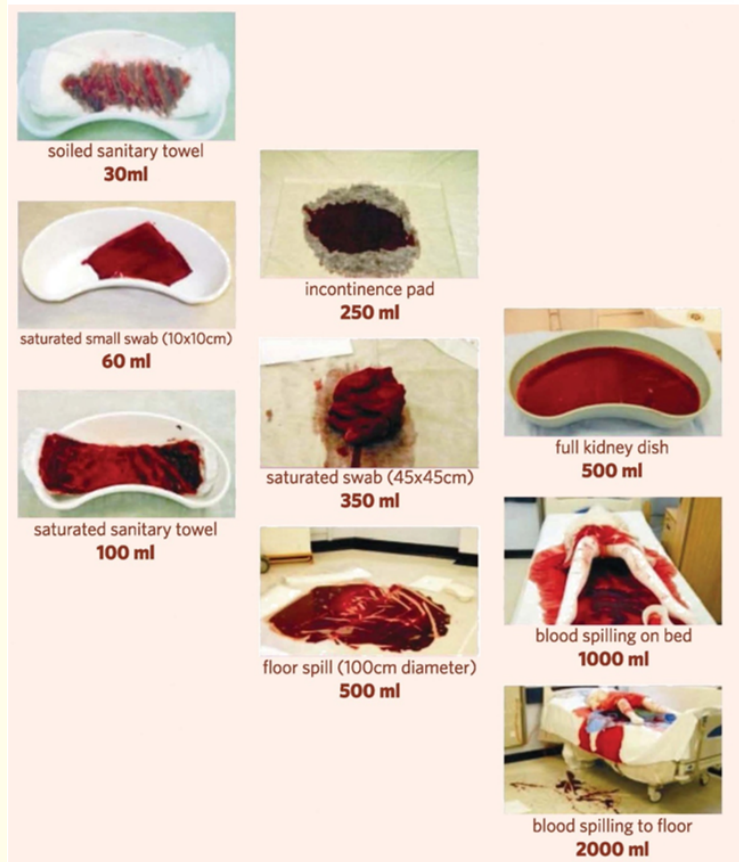 soiled sanitary towel
30ml
saturated small swab (10x10cm)
60 ml
saturated sanitary towel
100 ml
incontinence pad
250 ml
saturated swab (45x45cm)
350 ml
floor spill (100cm diameter)
500 ml
full kidney dish
500 ml
blood spilling on bed
1000 ml
blood spilling to floor
2000 ml